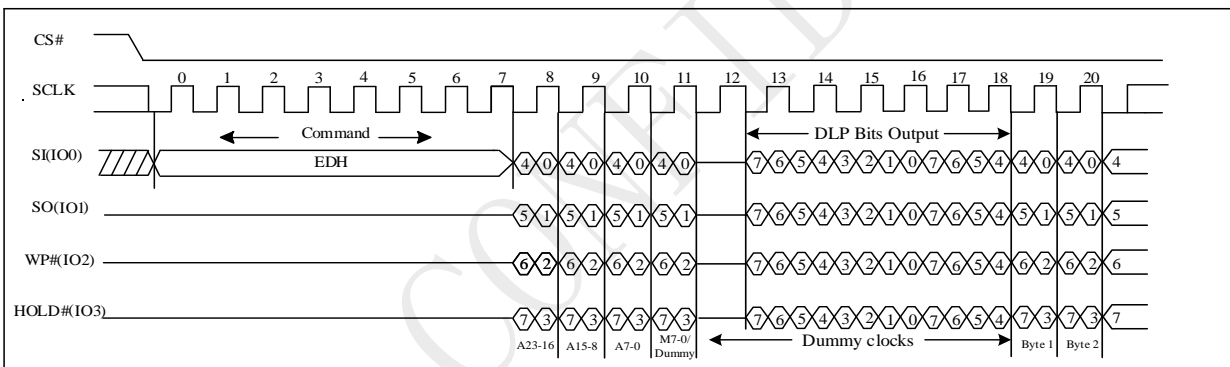 CS#
0 1 2 3 4 5 6 7 8 9 10 11 12 13 14 15 16 17 18 19 20
SCLK
Command
DLP Bits Output
SI(IO0)
EDH
4 0 4 0 4 0 4 0 7 6 5 4 3 2 1 0 7 6 5 4 4 0 4 0 4
SO(IO1)
5 1 5 1 5 1 5 1 7 6 5 4 3 2 1 0 7 6 5 4 5 1 5 1 5
WP#(IO2)
6 2 6 2 6 2 6 2 7 6 5 4 3 2 1 0 7 6 5 4 6 2 6 2 6
HOLD#(IO3)
7 3 7 3 7 3 7 3 7 6 5 4 3 2 1 0 7 6 5 4 7 3 7 3 7
A23-16 A15-8 A7-0 M7-0/
Dummy
Dummy clocks
Byte 1 Byte 2
CONFID